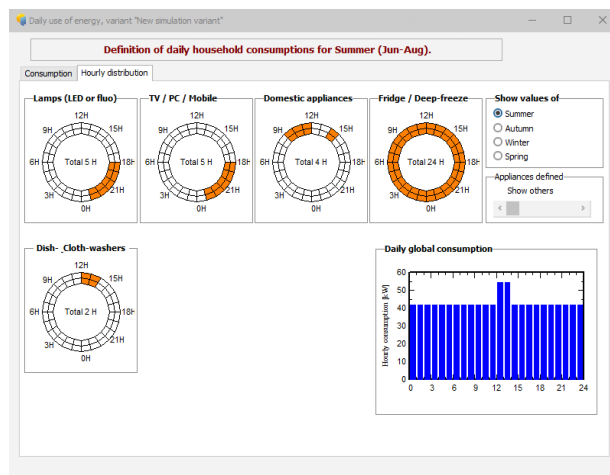 Daily use of energy, variant "New simulation variant"
Definition of daily household consumptions for Summer (Jun-Aug).
Consumption Hourly distribution
Lamps (LED or fluo)
12H
9H 15H
6H Total 5 H 18H
3H 21H
0H
TV / PC / Mobile
12H
9H 15H
6H Total 5 H 18H
3H 21H
0H
Domestic appliances
12H
9H 15H
6H Total 4 H 18H
3H 21H
0H
Fridge / Deep-freeze
12H
9H 15H
6H Total 24 H 18H
3H 21H
0H
Show values of
Summer
Autumn
Winter
Spring
Appliances defined
Show others
Dish- _Cloth-washers
12H
9H 15H
6H Total 2 H 18H
3H 21H
0H
Daily global consumption
Hourly consumption [kW]
60
50
40
30
20
10
0
0 3 6 9 12 15 18 21 24